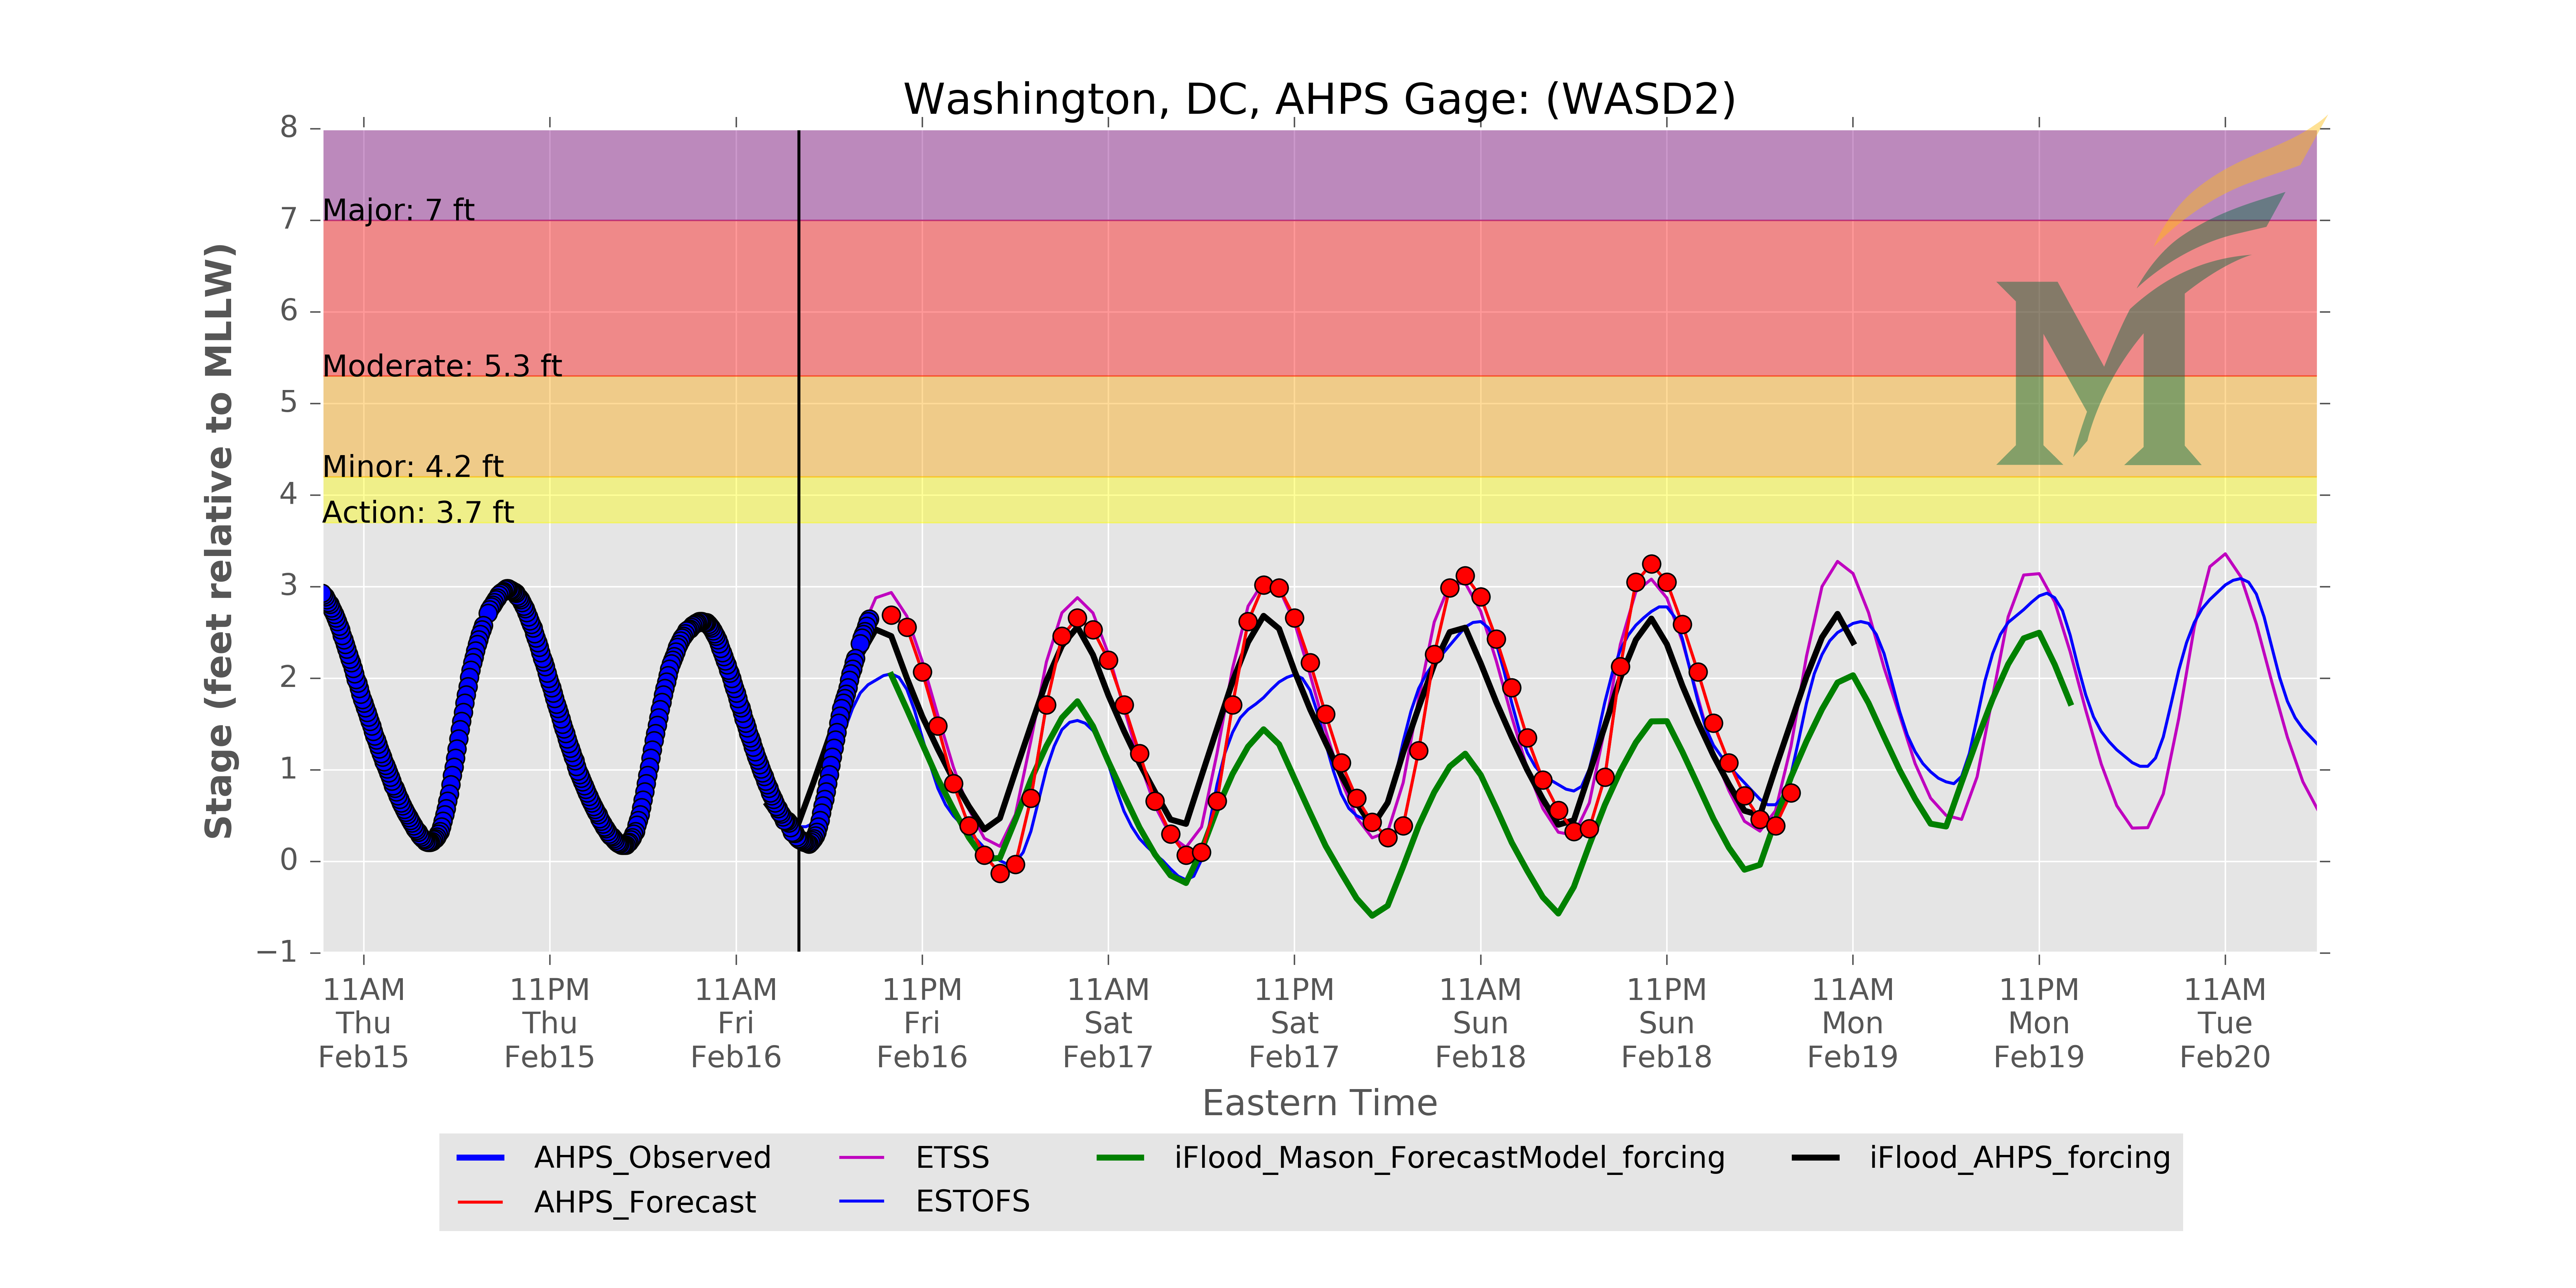 Washington, DC, AHPS Gage: (WASD2)
8
7
6
5
4
3
2
1
0
−1
Stage (feet relative to MLLW)
Major: 7 ft
Moderate: 5.3 ft
Minor: 4.2 ft
Action: 3.7 ft
M
11AM 11PM 11AM 11PM 11AM 11PM 11AM 11PM 11AM 11PM 11AM
Thu Thu Fri Fri Sat Sat Sun Sun Mon Mon Tue
Feb15 Feb15 Feb16 Feb16 Feb17 Feb17 Feb18 Feb18 Feb19 Feb19 Feb20
Eastern Time
AHPS_Observed ETSS iFlood_Mason_ForecastModel_forcing iFlood_AHPS_forcing
AHPS_Forecast ESTOFS